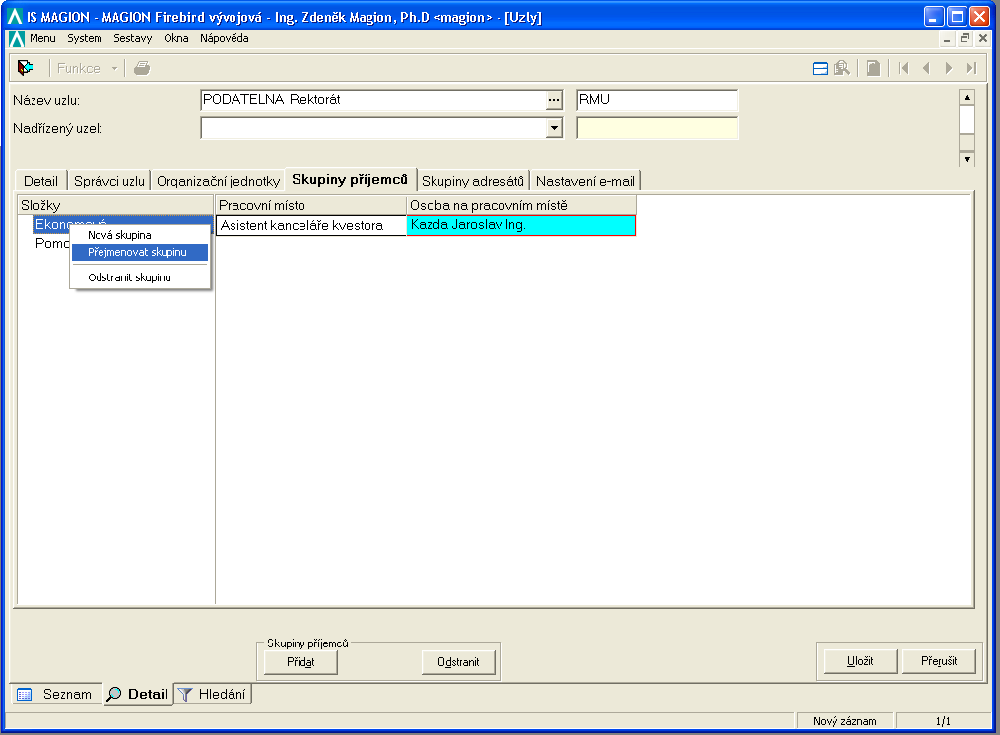 IS MAGION - MAGION Firebird vývojová - Ing. Zdeněk Magion, Ph.D <magion> - [Uzly]
Menu System Sestavy Okna Nápověda
Funkce
Název uzlu: PODATELNA Rektorát ... RMU
Nadřízený uzel:
Detail Správci uzlu Organizační jednotky Skupiny příjemců Skupiny adresátů Nastavení e-mail
Složky Pracovní místo Osoba na pracovním místě
Asistent kanceláře kvestora Kazda Jaroslav Ing.
Nová skupina
Přejmenovat skupinu
Odstranit skupinu
Skupiny příjemců
Přidat Odstranit Uložit Přerušit
Seznam Detail Hledání
Nový záznam 1/1